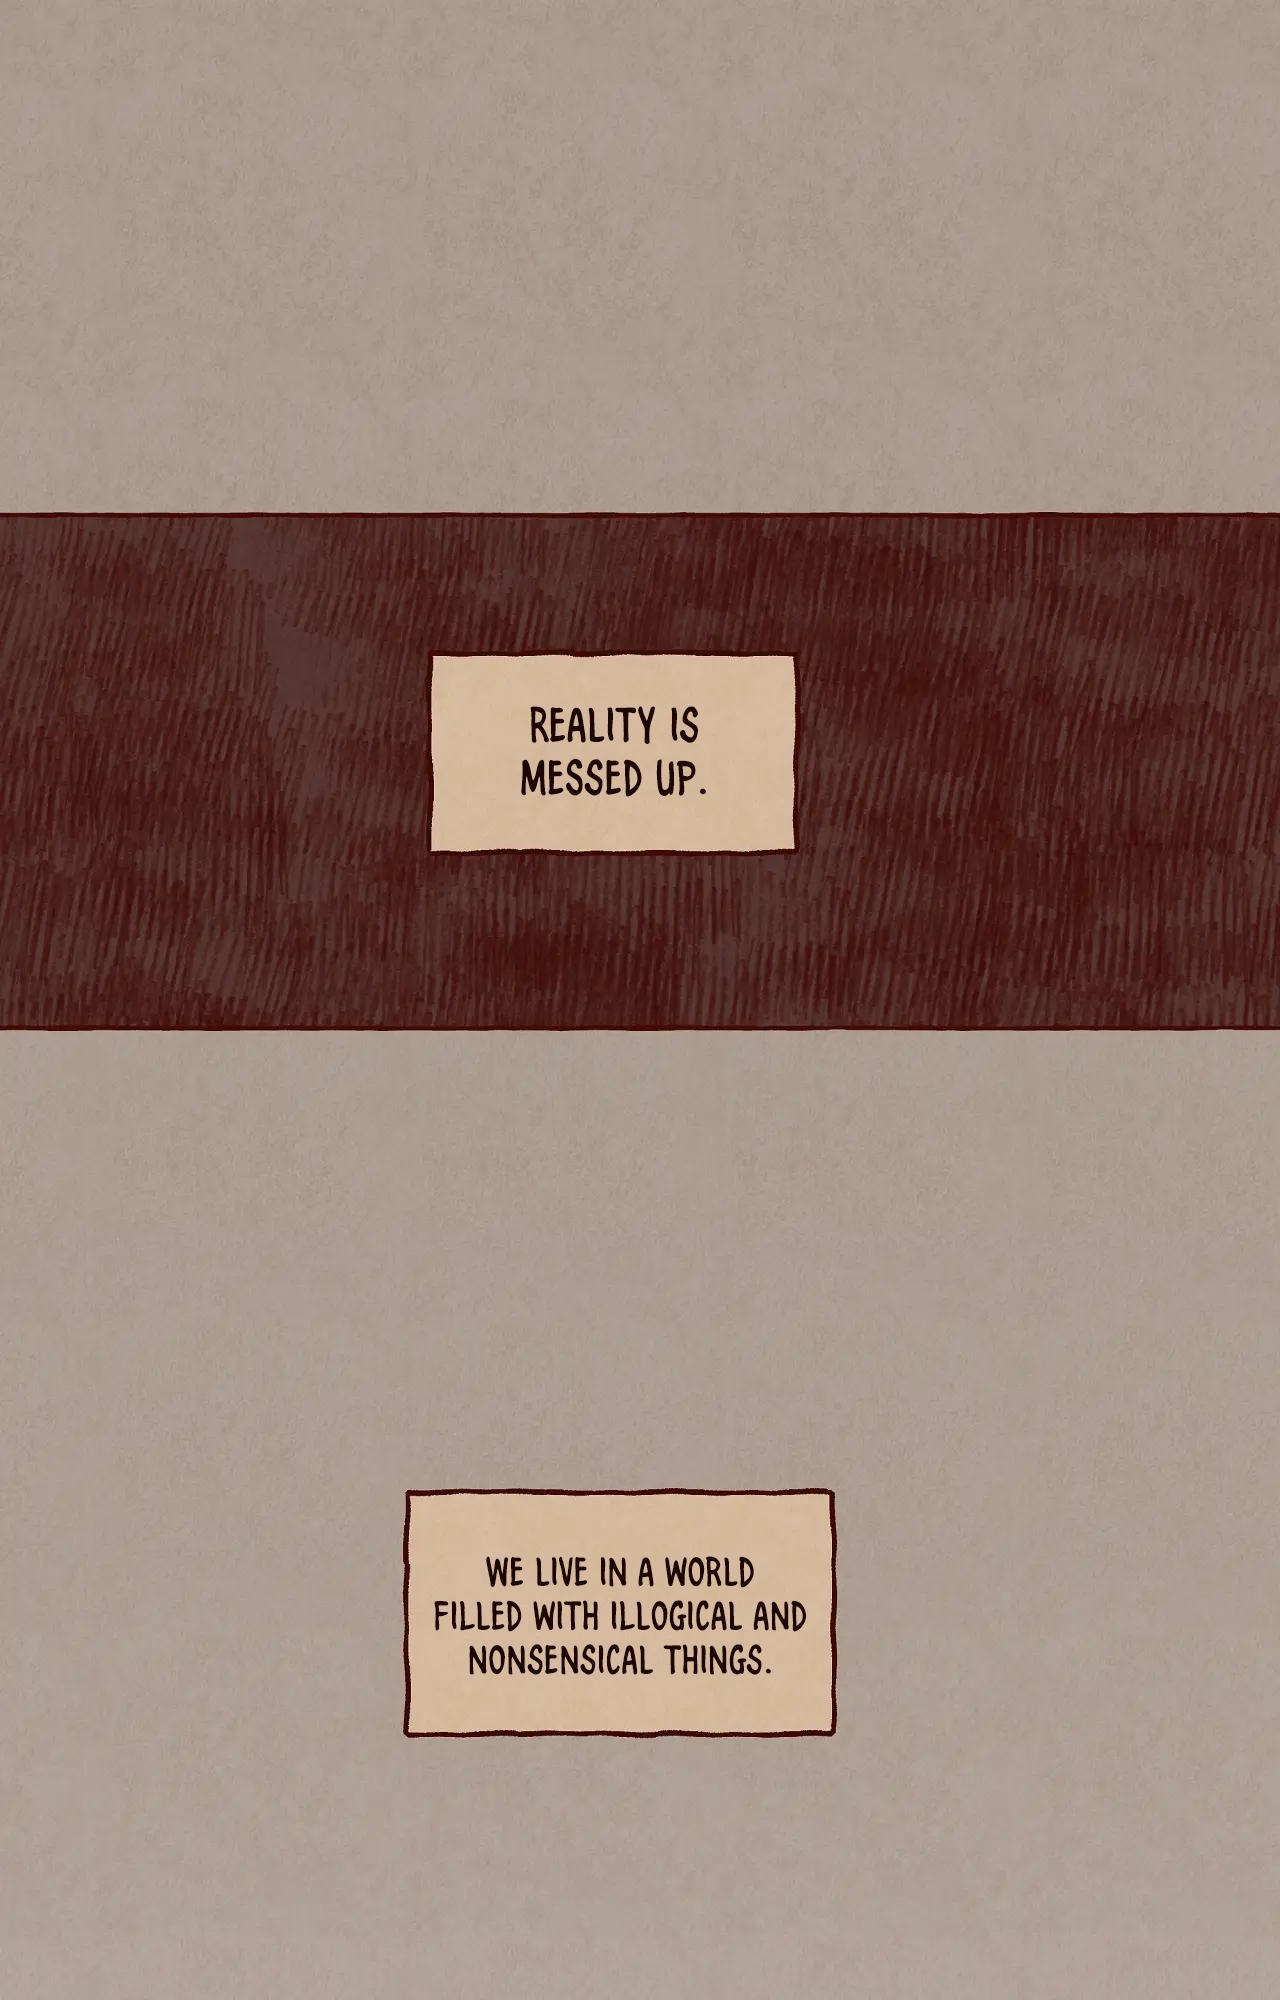 REALITY IS
MESSED UP.
WE LIVE IN A WORLD
FILLED WITH ILLOGICAL AND
NONSENSICAL THINGS.